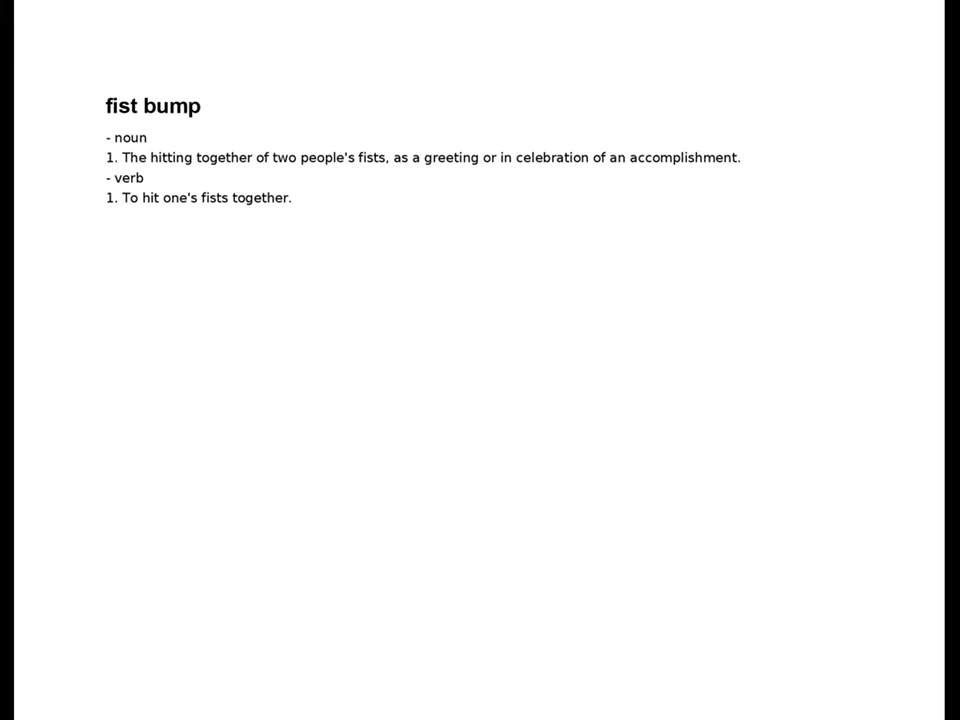 fist bump
- noun
1. The hitting together of two people's fists, as a greeting or in celebration of an accomplishment.
- verb
1. To hit one's fists together.